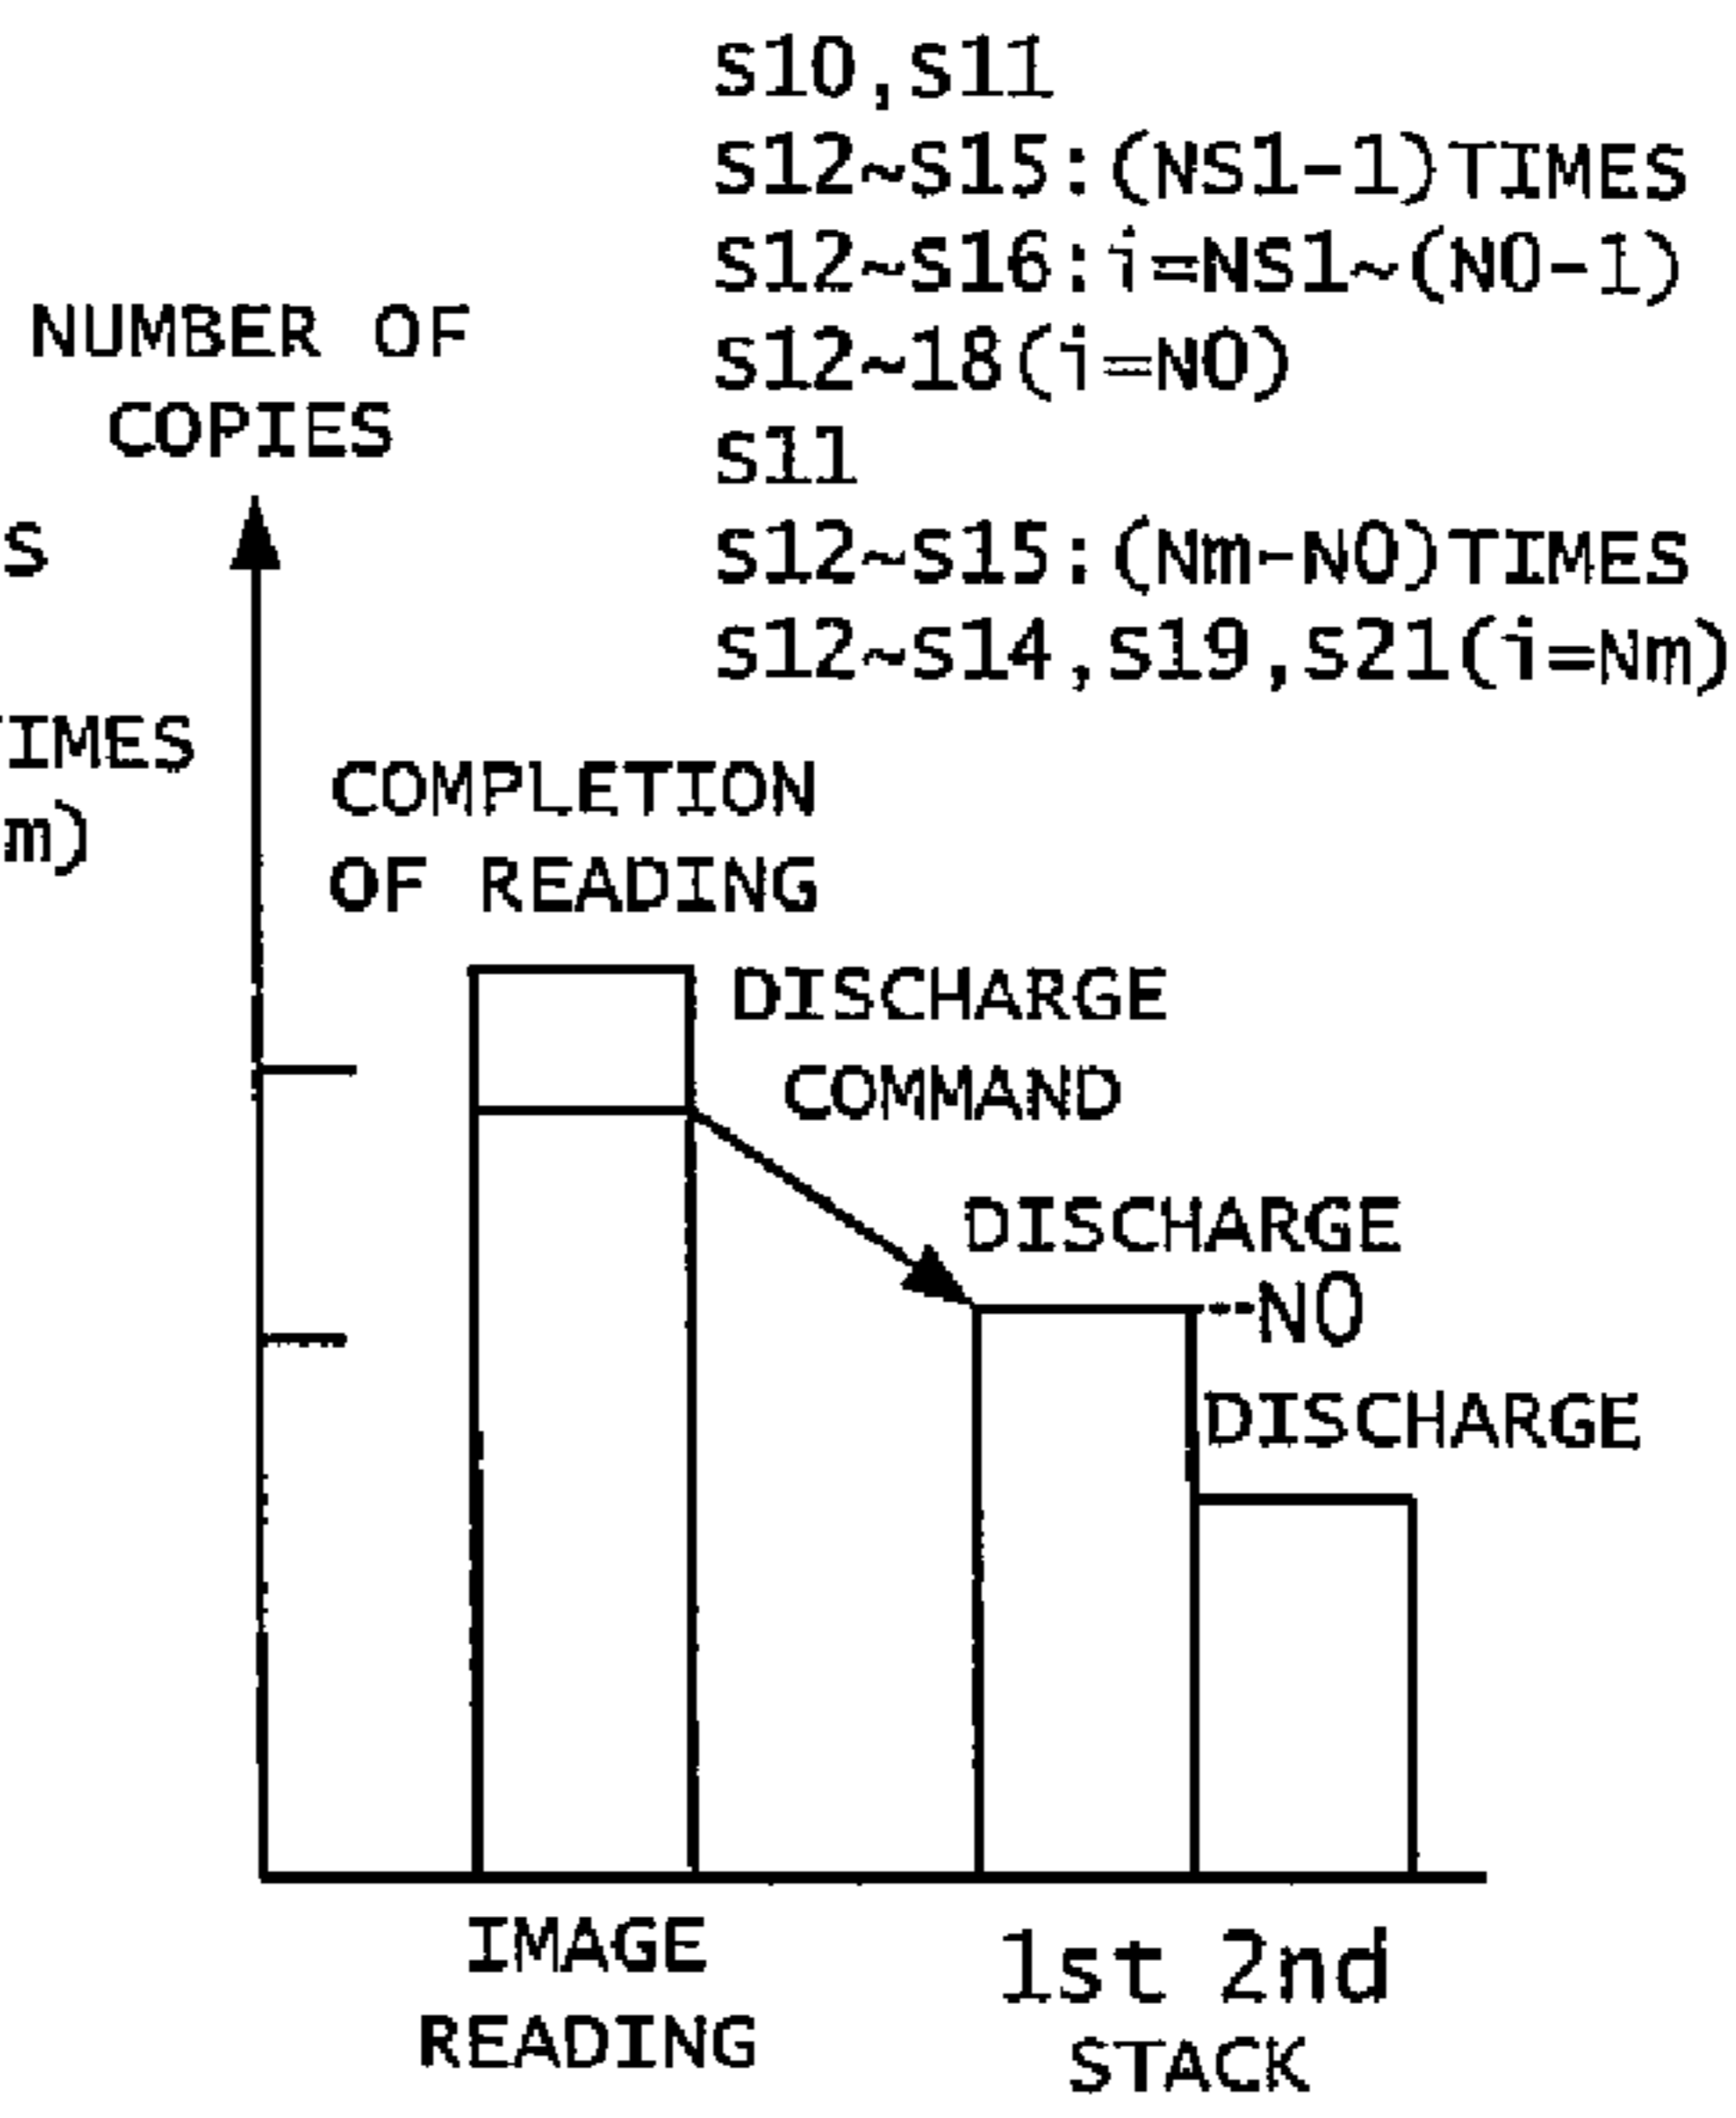 S10,S11
S12~S15:(NS1-1)TIMES
S12~S16:i=NS1~(N0-1)
S12~18(i=N0)
S11
S12~S15:(Nm-N0)TIMES
S12~S14,S19,S21(i=Nm)
NUMBER OF
COPIES
S
IMES
m)
COMPLETION
OF READING
DISCHARGE
COMMAND
DISCHARGE
--N0
DISCHARGE
IMAGE
READING
1st 2nd
STACK